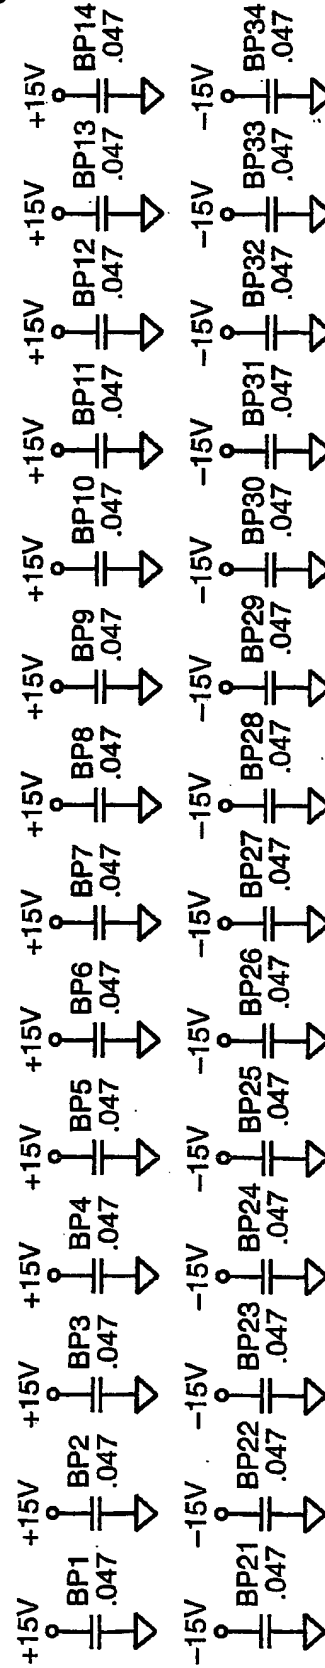 +15V +15V +15V +15V +15V +15V +15V +15V +15V +15V +15V +15V +15V +15V
BP1 BP2 BP3 BP4 BP5 BP6 BP7 BP8 BP9 BP10 BP11 BP12 BP13 BP14
.047 .047 .047 .047 .047 .047 .047 .047 .047 .047 .047 .047 .047 .047
−15V −15V −15V −15V −15V −15V −15V −15V −15V −15V −15V −15V −15V −15V
BP21 BP22 BP23 BP24 BP25 BP26 BP27 BP28 BP29 BP30 BP31 BP32 BP33 BP34
.047 .047 .047 .047 .047 .047 .047 .047 .047 .047 .047 .047 .047 .047